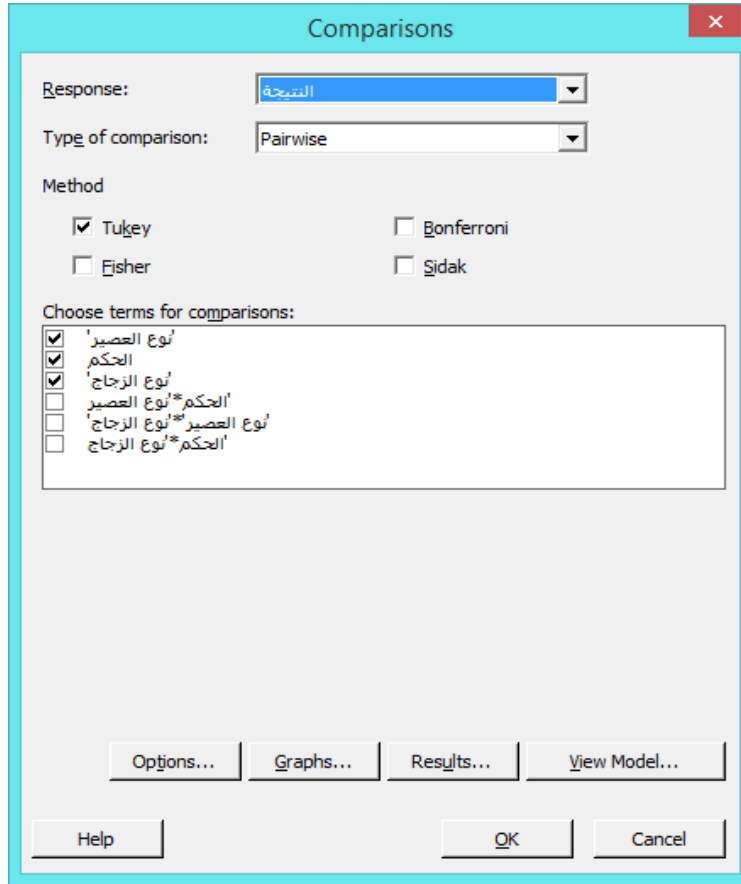 Comparisons
Response: النتيجة
Type of comparison: Pairwise
Method
Tukey Bonferroni
Fisher Sidak
Choose terms for comparisons:
'نوع العصير'
الحكم
'نوع الزجاج'
الحكم*'نوع العصير'
'نوع العصير'*'نوع الزجاج'
الحكم*'نوع الزجاج'
Options... Graphs... Results... View Model...
Help OK Cancel